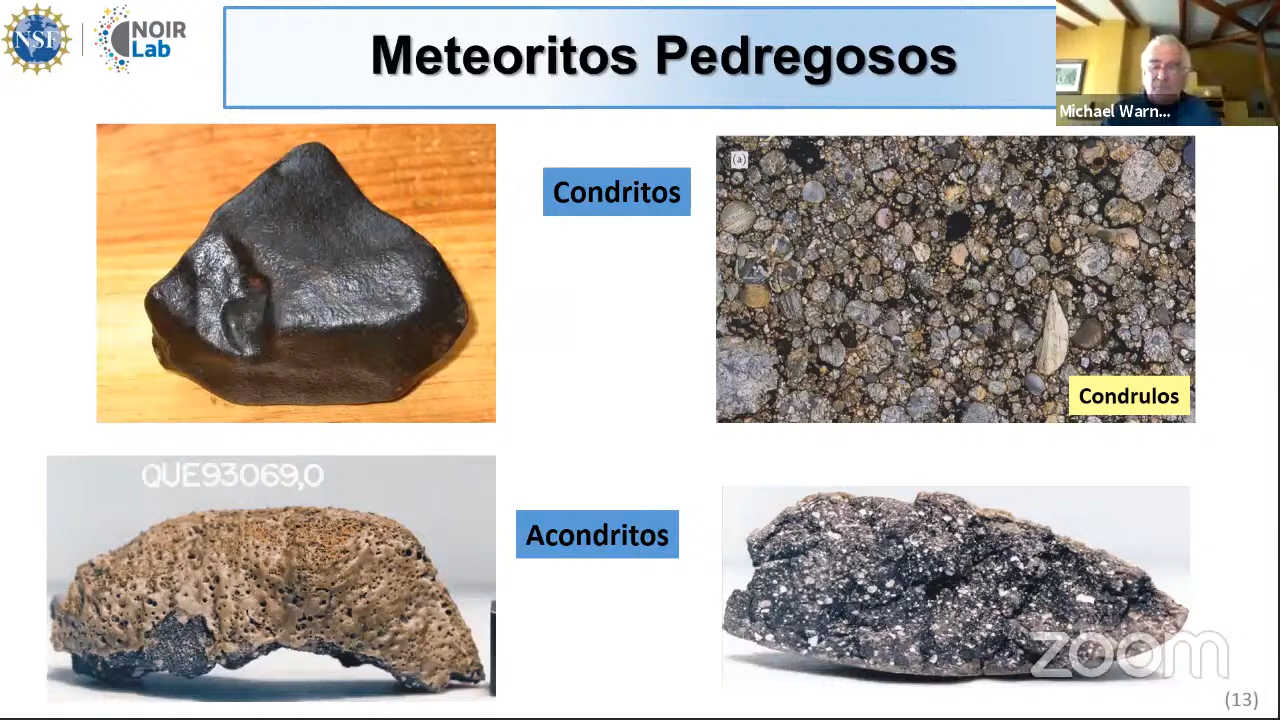 NSF
NOIR
Lab
Meteoritos Pedregosos
Michael Warn...
Condritos
(a)
Condrulos
QUE93069,0
Acondritos
zoom
(13)